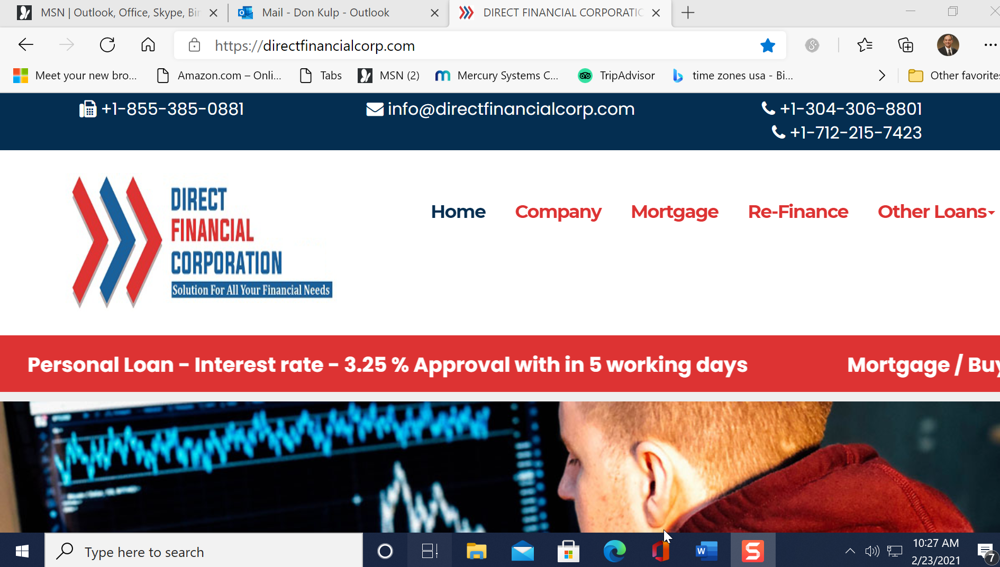 MSN | Outlook, Office, Skype, Bin
Mail - Don Kulp - Outlook
DIRECT FINANCIAL CORPORATIO
https://directfinancialcorp.com
Meet your new bro...
Amazon.com – Onli...
Tabs
MSN (2)
Mercury Systems C...
TripAdvisor
time zones usa - Bi...
Other favorites
+1-855-385-0881
info@directfinancialcorp.com
+1-304-306-8801
+1-712-215-7423
DIRECT
FINANCIAL
CORPORATION
Solution For All Your Financial Needs
Home
Company
Mortgage
Re-Finance
Other Loans
Personal Loan - Interest rate - 3.25 % Approval with in 5 working days
Mortgage / Buy
Type here to search
10:27 AM
2/23/2021
7